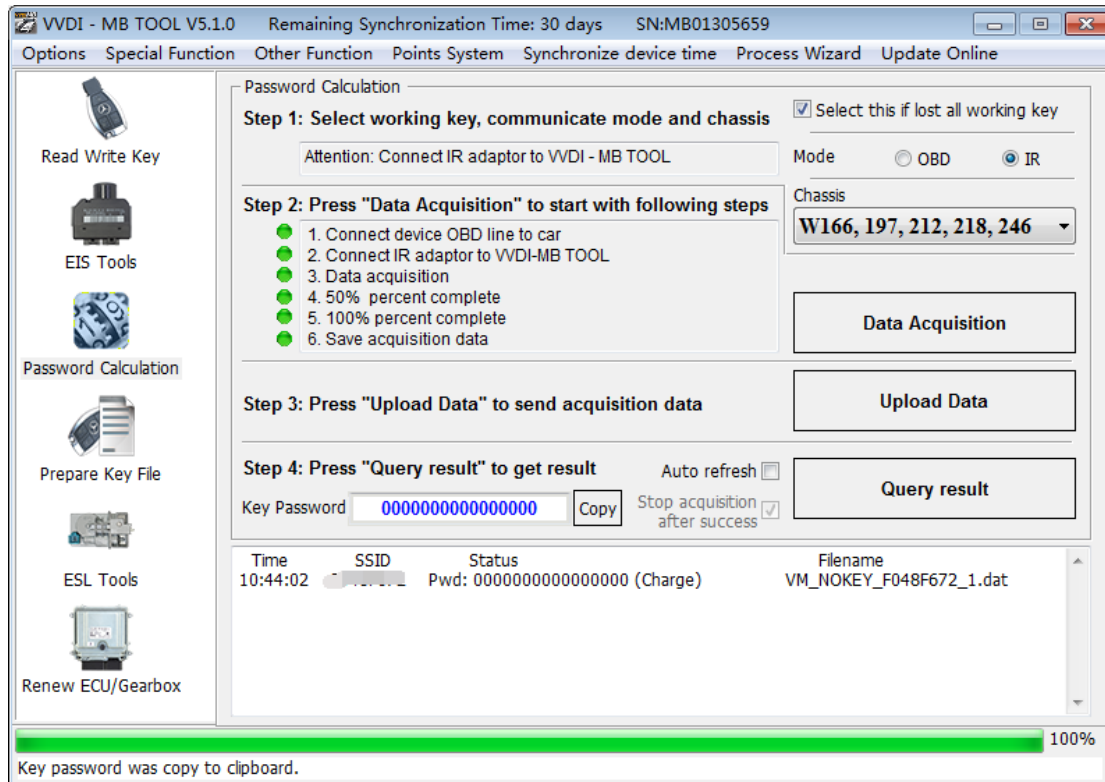 VVDI - MB TOOL V5.1.0 Remaining Synchronization Time: 30 days SN:MB01305659
Options Special Function Other Function Points System Synchronize device time Process Wizard Update Online
Read Write Key
EIS Tools
Password Calculation
Prepare Key File
ESL Tools
Renew ECU/Gearbox
Password Calculation
Step 1: Select working key, communicate mode and chassis
Attention: Connect IR adaptor to VVDI - MB TOOL
Select this if lost all working key
Mode OBD IR
Chassis
W166, 197, 212, 218, 246
Step 2: Press "Data Acquisition" to start with following steps
1. Connect device OBD line to car
2. Connect IR adaptor to VVDI-MB TOOL
3. Data acquisition
4. 50% percent complete
5. 100% percent complete
6. Save acquisition data
Data Acquisition
Step 3: Press "Upload Data" to send acquisition data
Upload Data
Step 4: Press "Query result" to get result
Auto refresh
Key Password 0000000000000000 Copy
Stop acquisition
after success
Query result
Time SSID Status Filename
10:44:02 Pwd: 0000000000000000 (Charge) VM_NOKEY_F048F672_1.dat
100%
Key password was copy to clipboard.